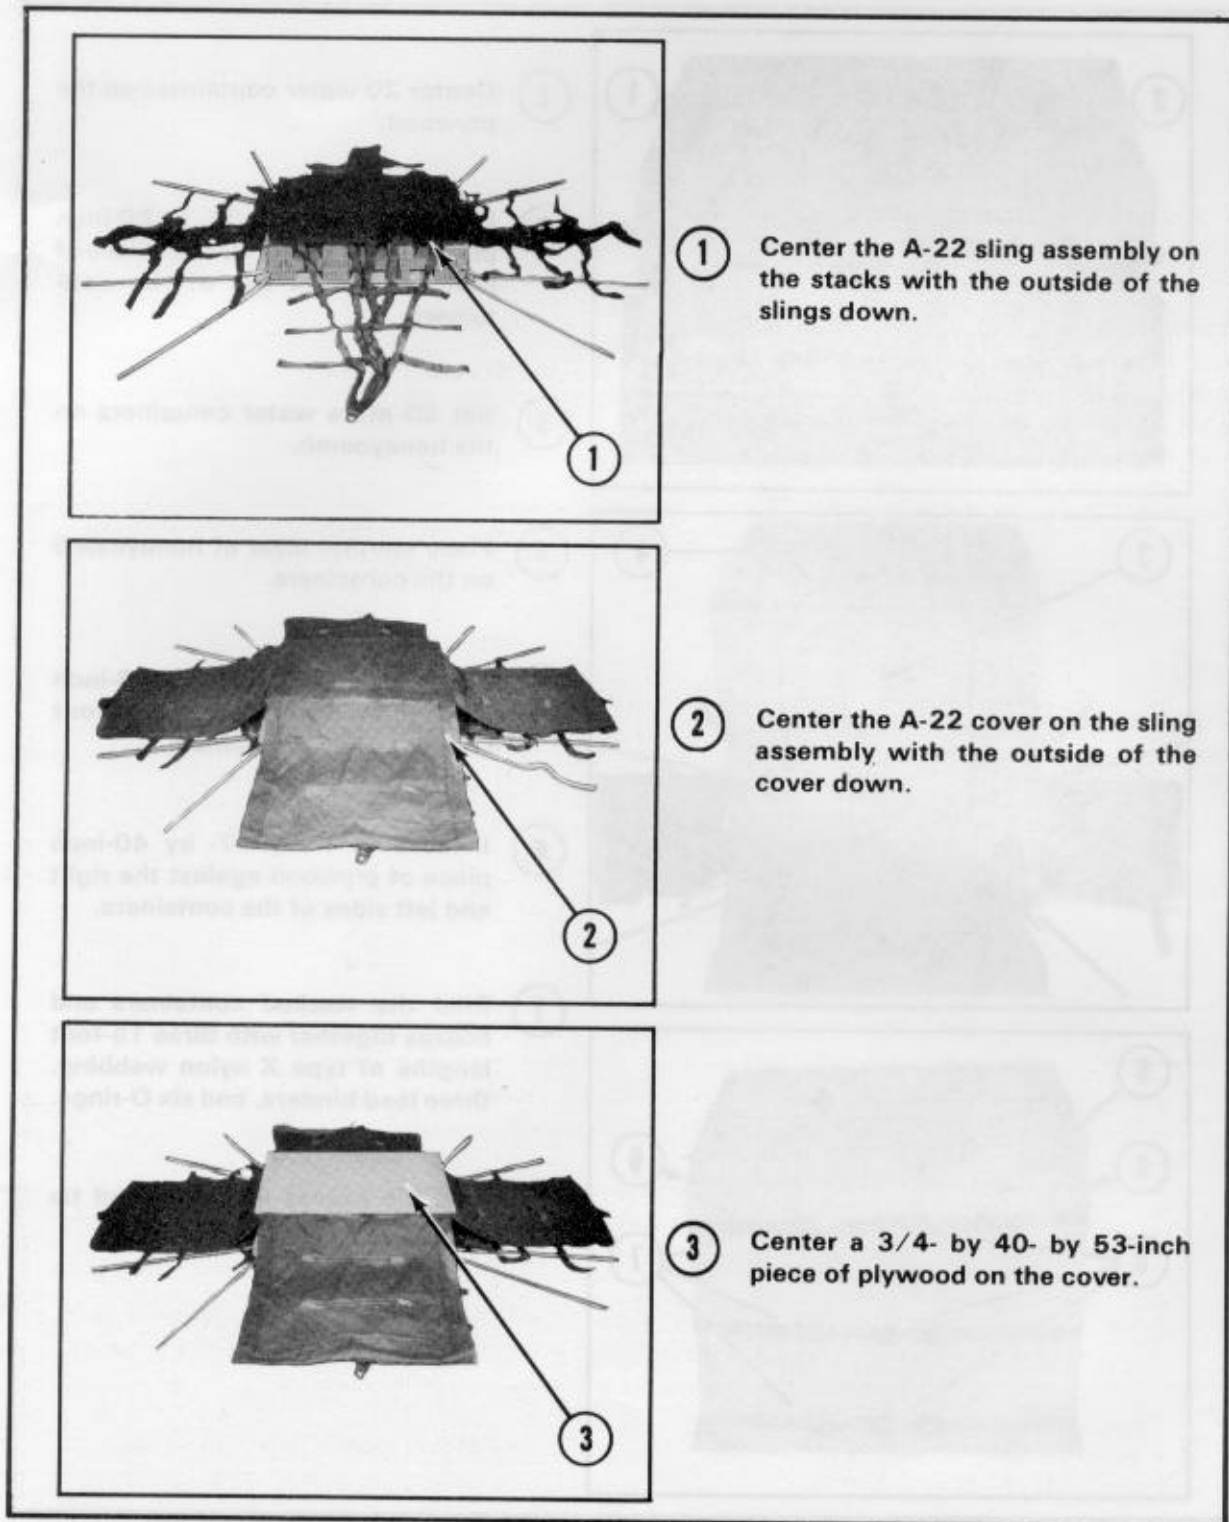 1 Center the A-22 sling assembly on
the stacks with the outside of the
slings down.
1
2 Center the A-22 cover on the sling
assembly with the outside of the
cover down.
2
3 Center a 3/4- by 40- by 53-inch
piece of plywood on the cover.
3